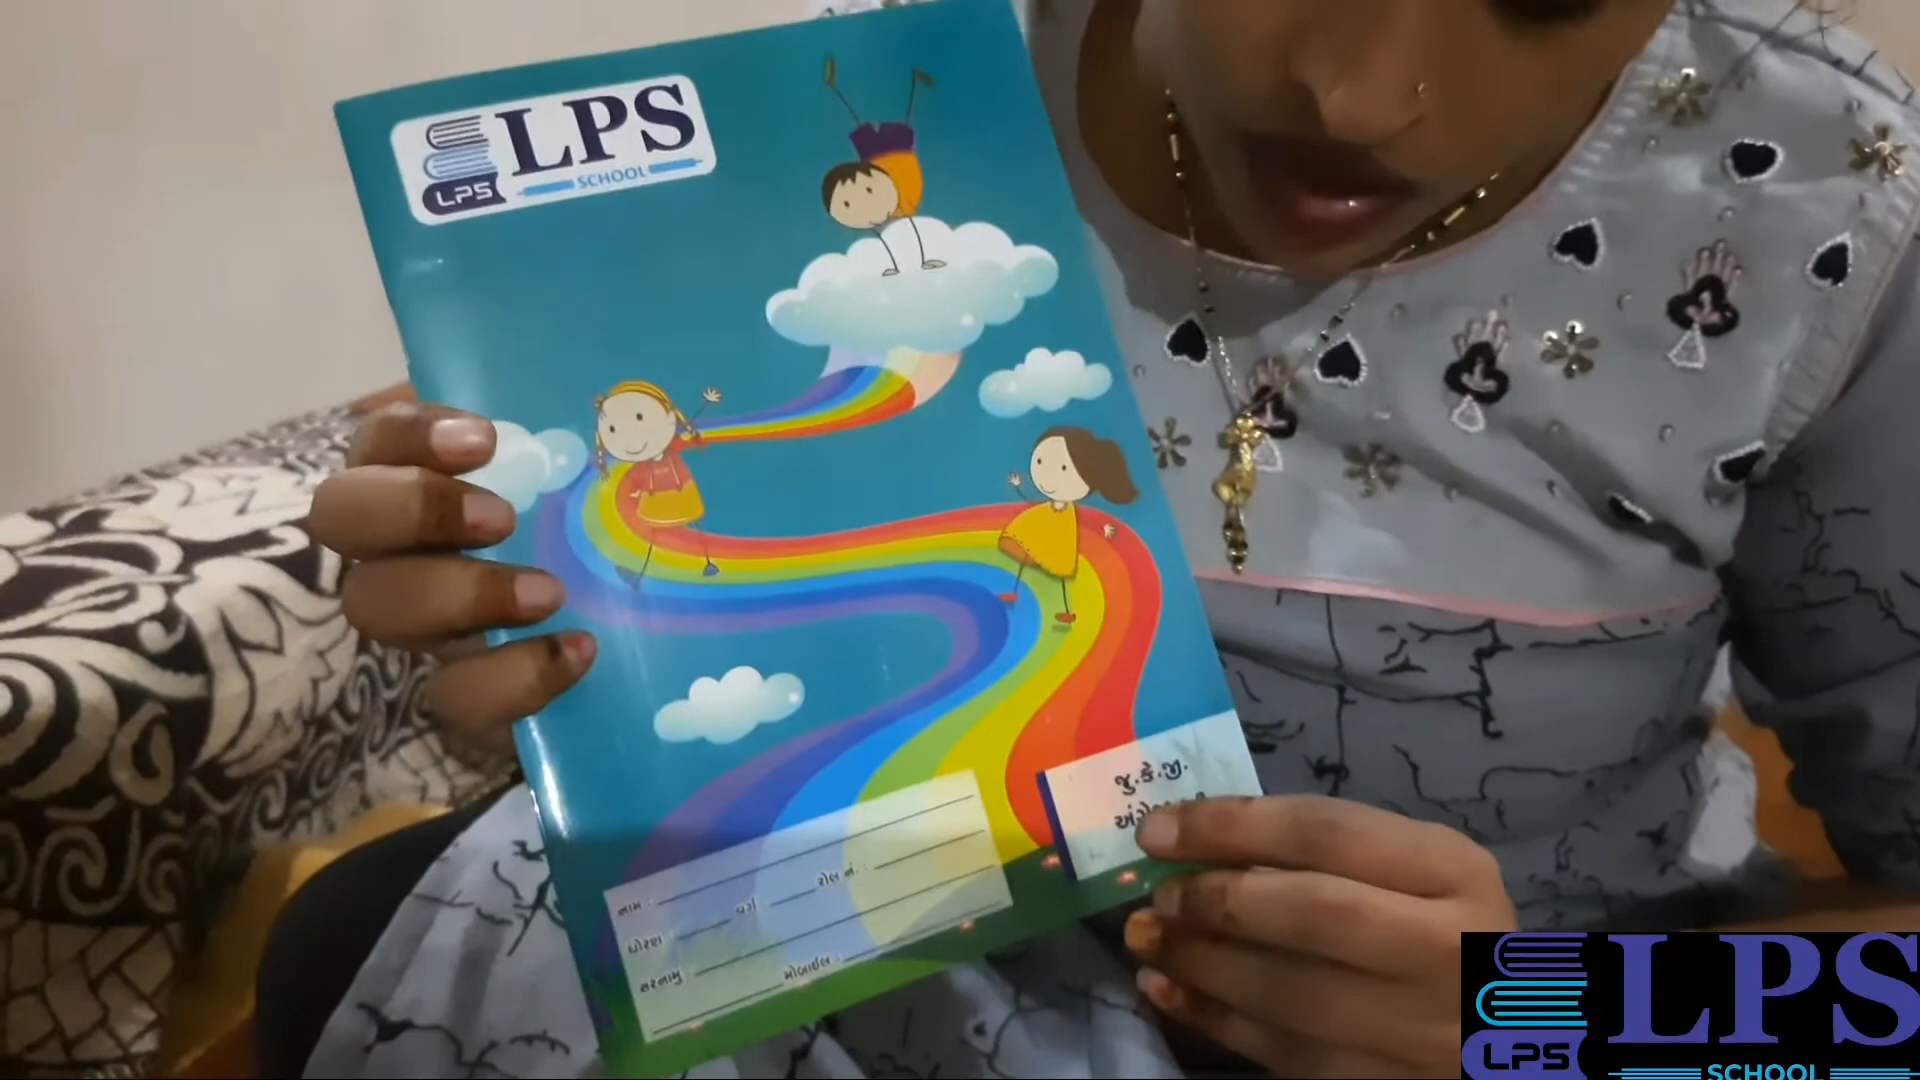 LPS
LPS
SCHOOL
જુ.કે.જી.
નામ :
રોલ નં. :
ધોરણ : વર્ગ :
સરનામુ :
મોબાઈલ :
LPS
LPS
SCHOOL